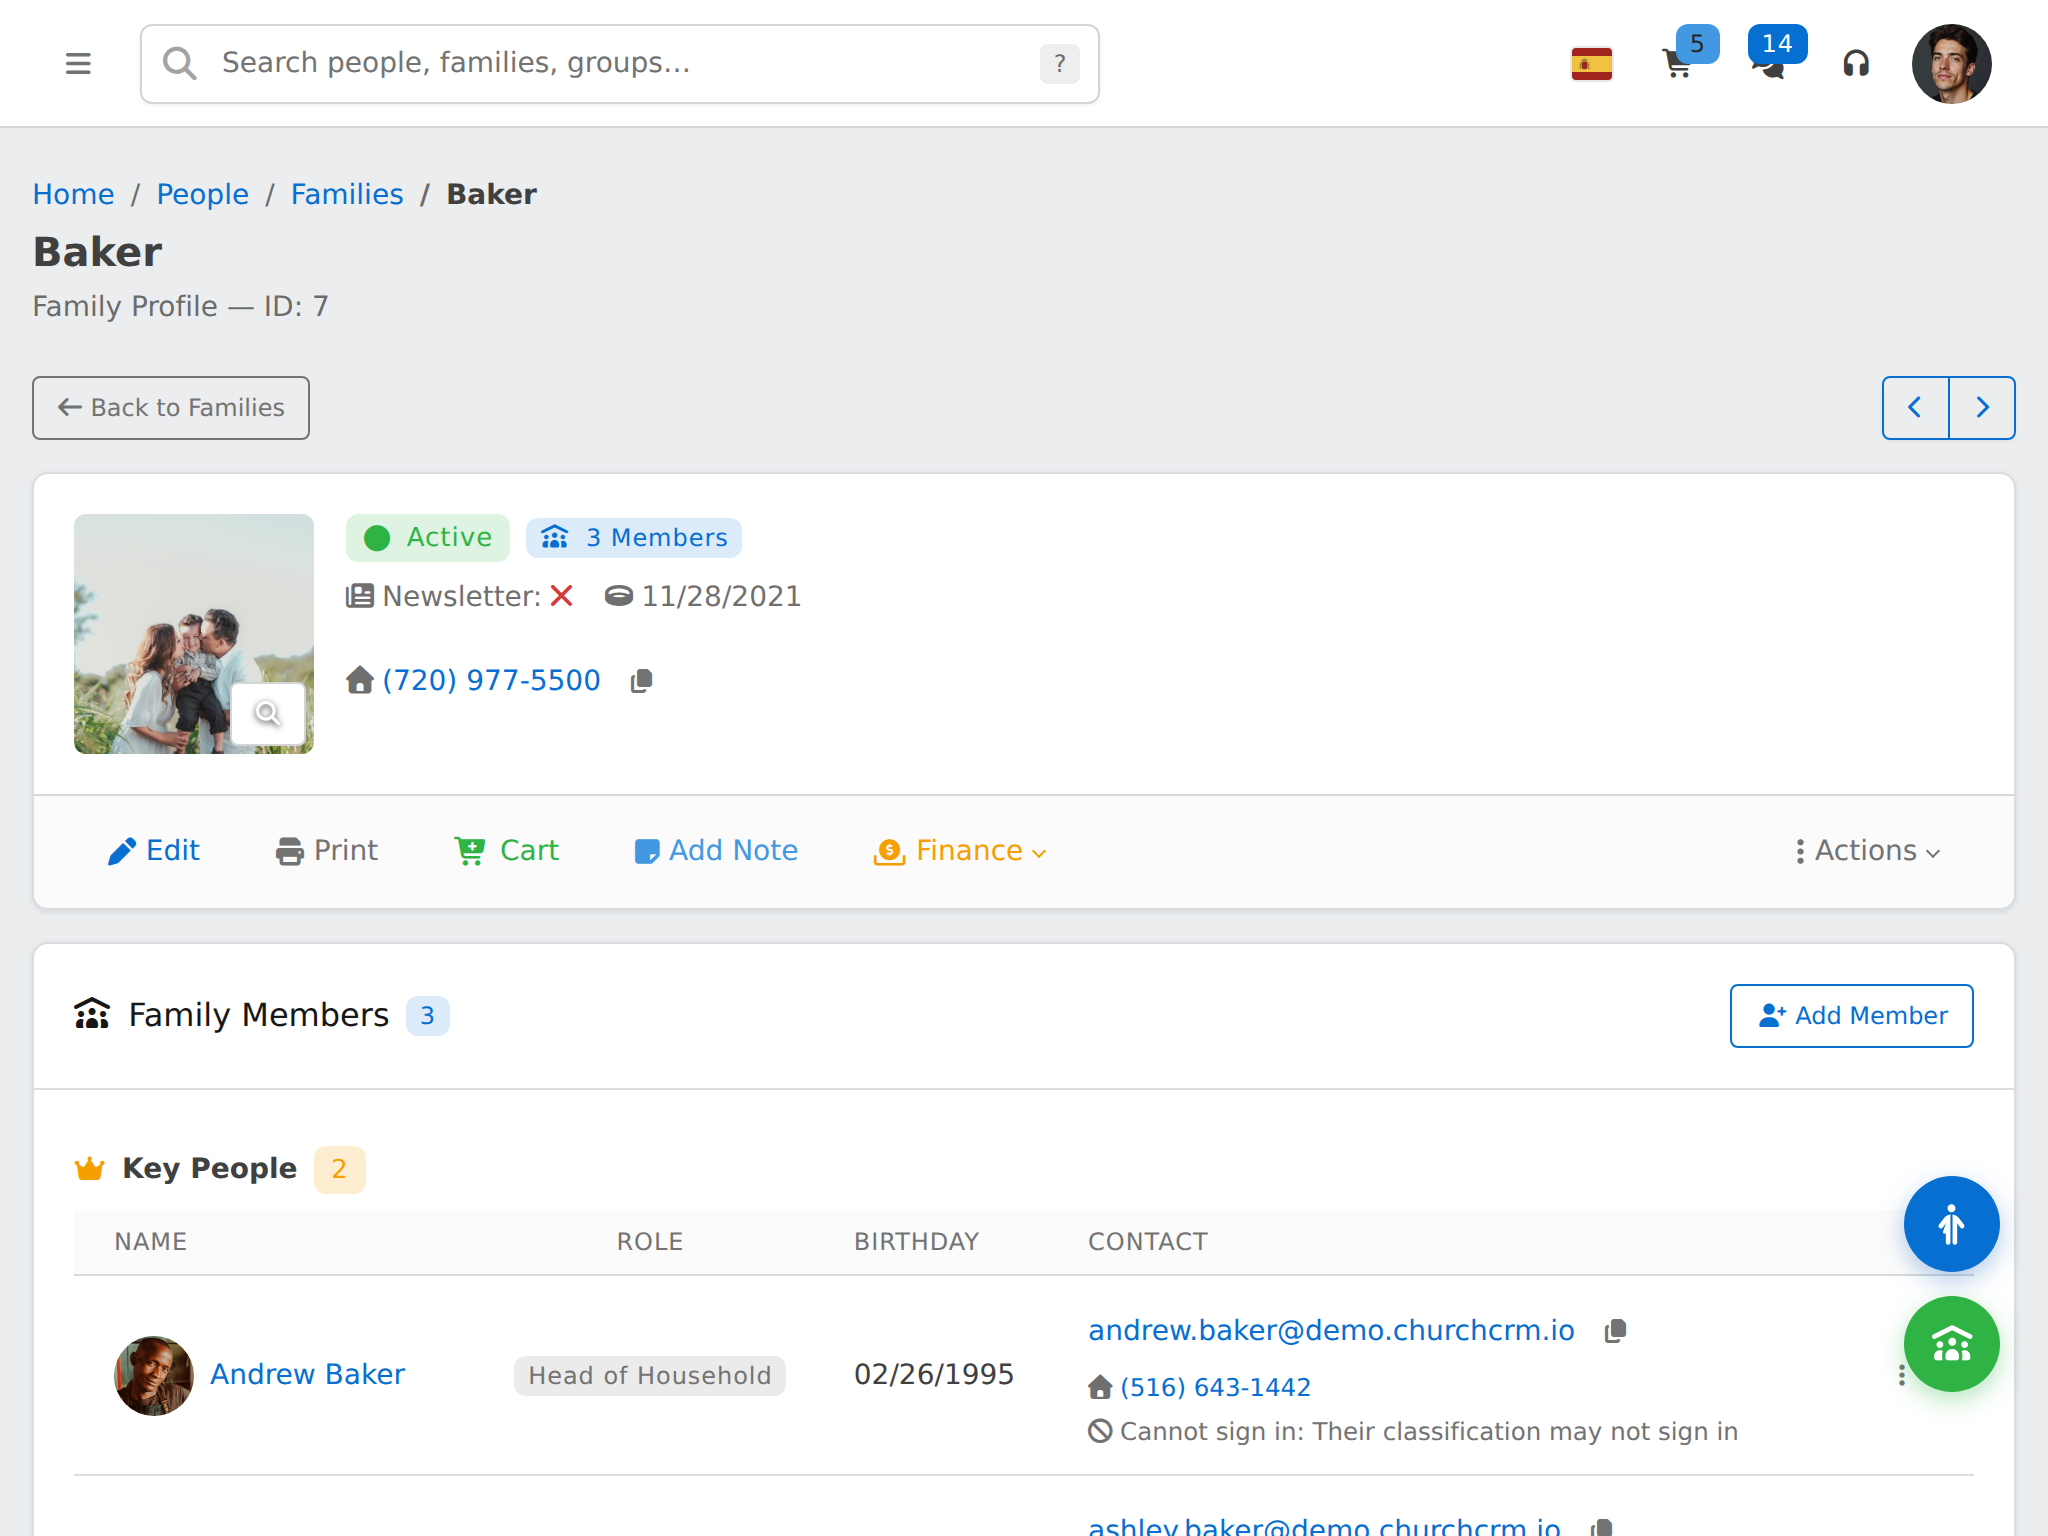 Search people, families, groups...
?
5
14
Home / People / Families / Baker
Baker
Family Profile — ID: 7
Back to Families
Active
3 Members
Newsletter:
11/28/2021
(720) 977-5500
Edit
Print
Cart
Add Note
Finance
Actions
Family Members 3
Add Member
Key People 2
NAME ROLE BIRTHDAY CONTACT
andrew.baker@demo.churchcrm.io
Andrew Baker Head of Household 02/26/1995
(516) 643-1442
Cannot sign in: Their classification may not sign in
ashley.baker@demo.churchcrm.io